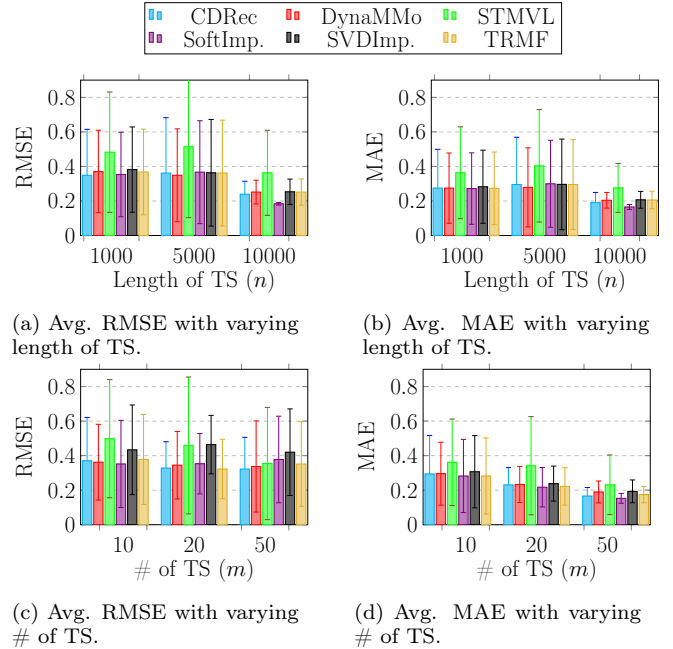 CDRec DynaMMo STMVL
SoftImp. SVDImp. TRMF
RMSE
0.8
0.6
0.4
0.2
0
1000 5000 10000
Length of TS (n)
MAE
0.8
0.6
0.4
0.2
0
1000 5000 10000
Length of TS (n)
(a) Avg. RMSE with varying
length of TS.
(b) Avg. MAE with varying
length of TS.
RMSE
0.8
0.6
0.4
0.2
0
10 20 50
# of TS (m)
MAE
0.8
0.6
0.4
0.2
0
10 20 50
# of TS (m)
(c) Avg. RMSE with varying
# of TS.
(d) Avg. MAE with varying
# of TS.